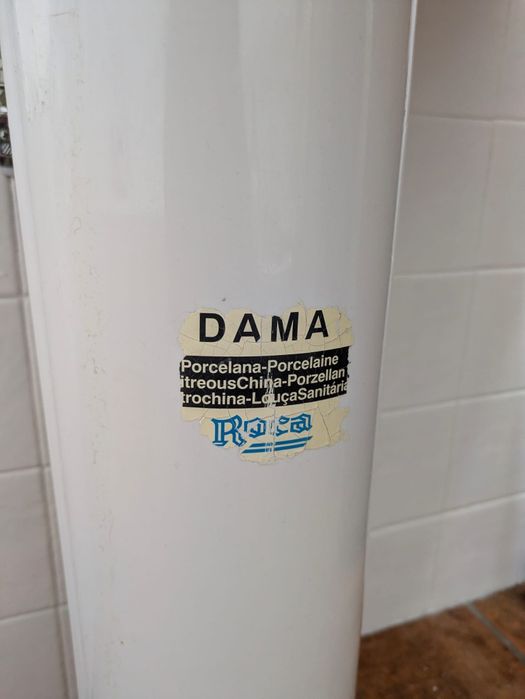 DAMA
Porcelana-Porcelaine
itreousChina-Porzellan
trochina-LouçaSanitária
Roca